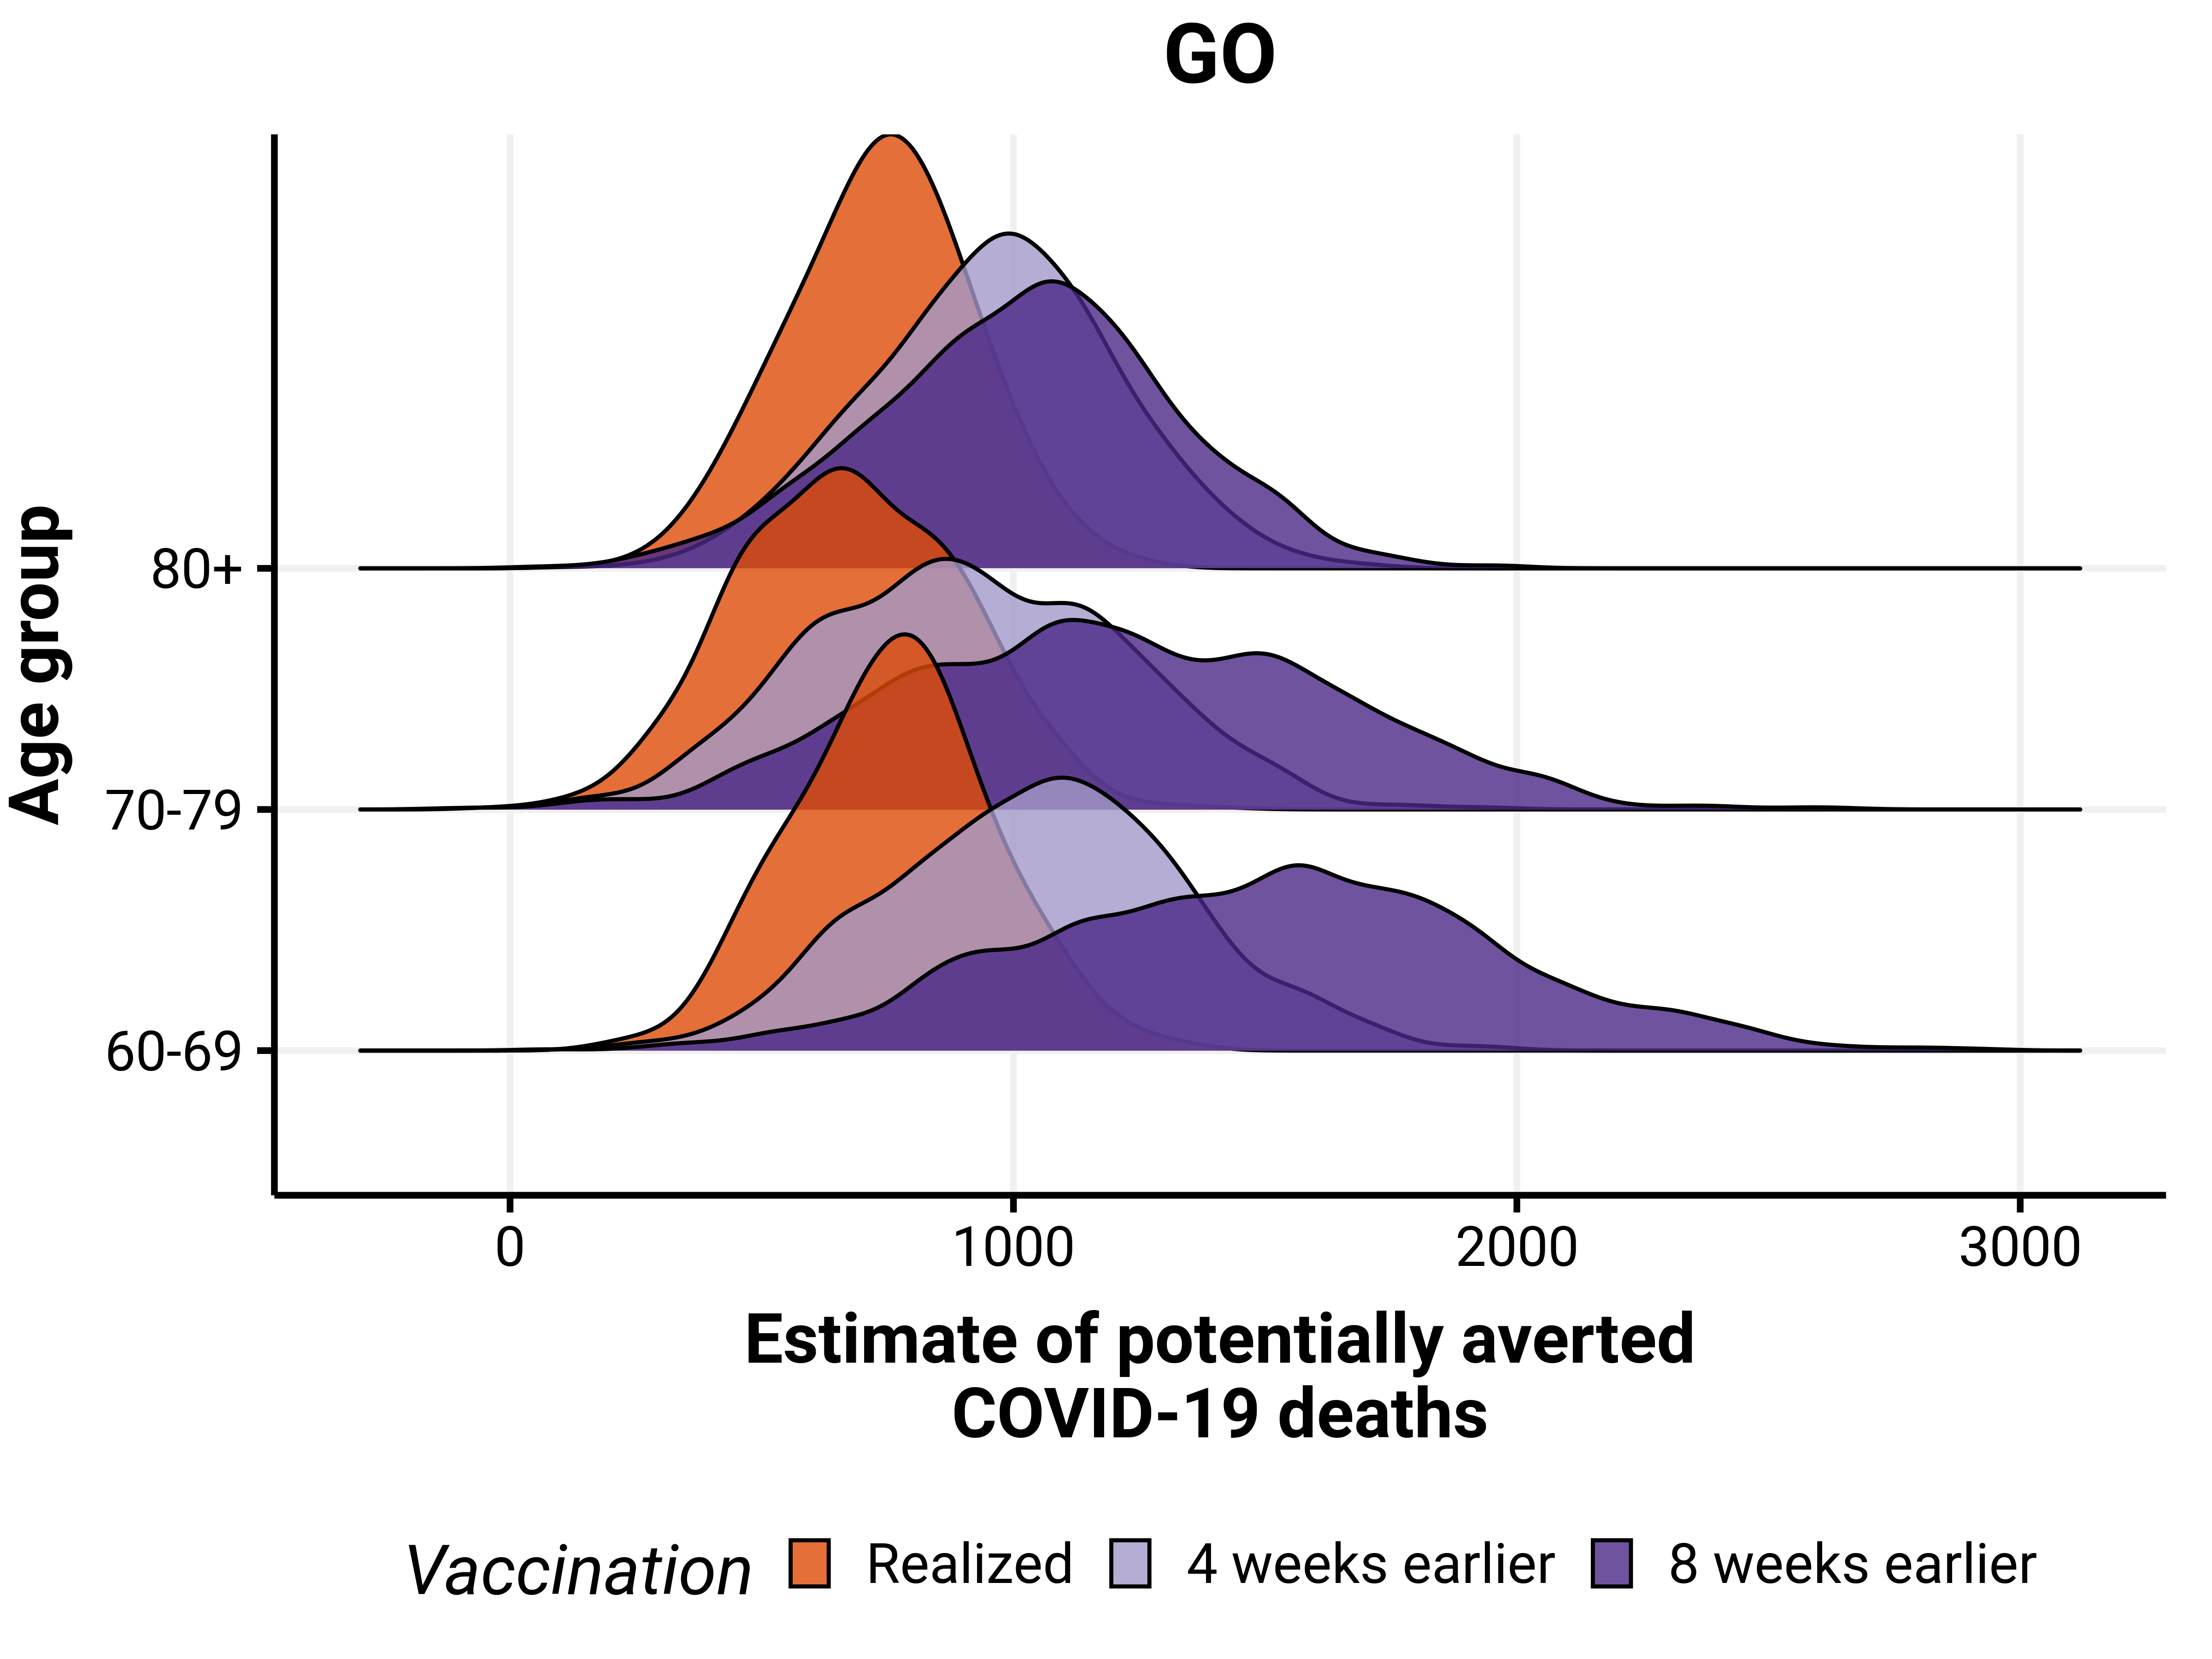 GO
Age group
80+
70-79
60-69
0 1000 2000 3000
Estimate of potentially averted
COVID-19 deaths
Vaccination Realized 4 weeks earlier 8 weeks earlier